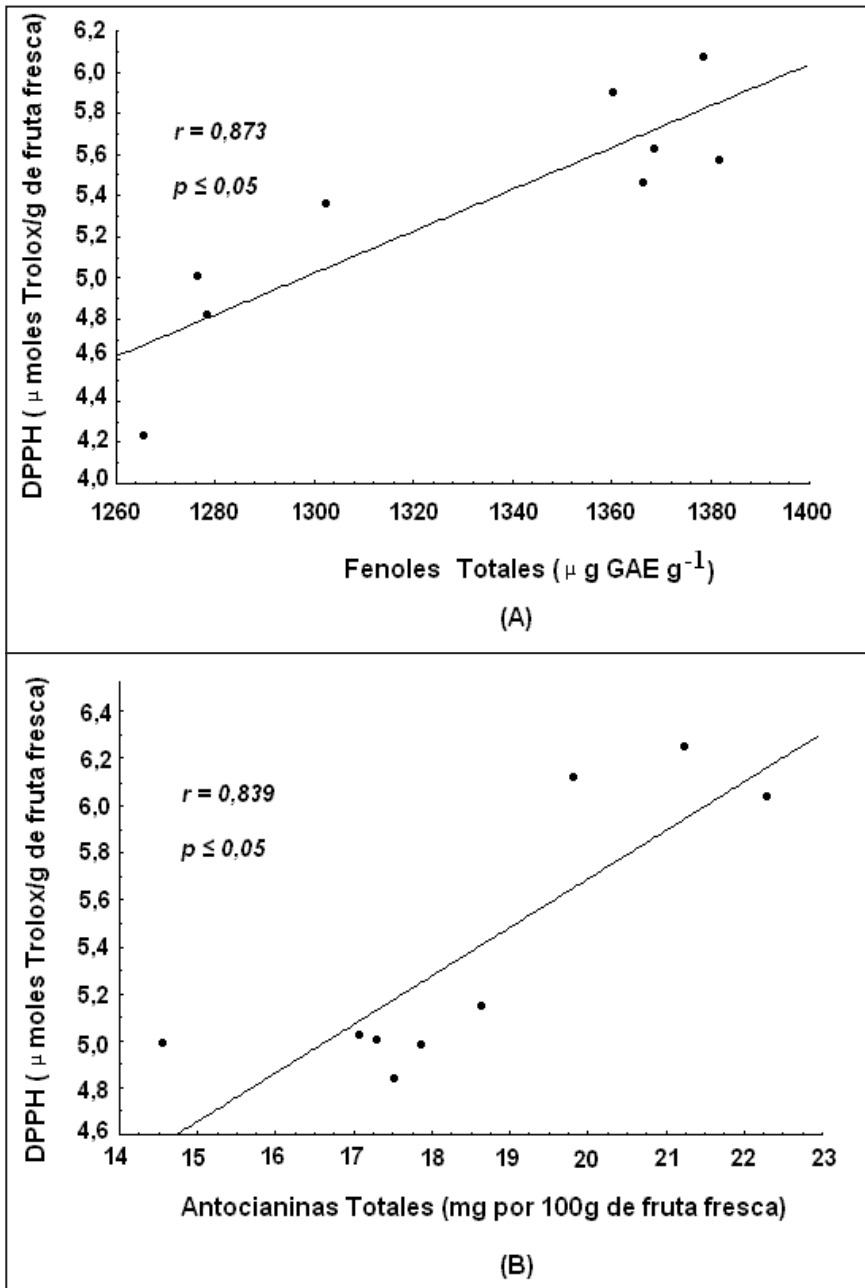 DPPH ( μ moles Trolox/g de fruta fresca)
6,2
6,0
5,8
5,6
5,4
5,2
5,0
4,8
4,6
4,4
4,2
4,0
r = 0,873
p ≤ 0,05
1260 1280 1300 1320 1340 1360 1380 1400
Fenoles Totales ( μ g GAE g-1)
(A)
DPPH ( μ moles Trolox/g de fruta fresca)
6,4
6,2
6,0
5,8
5,6
5,4
5,2
5,0
4,8
4,6
r = 0,839
p ≤ 0,05
14 15 16 17 18 19 20 21 22 23
Antocianinas Totales (mg por 100g de fruta fresca)
(B)